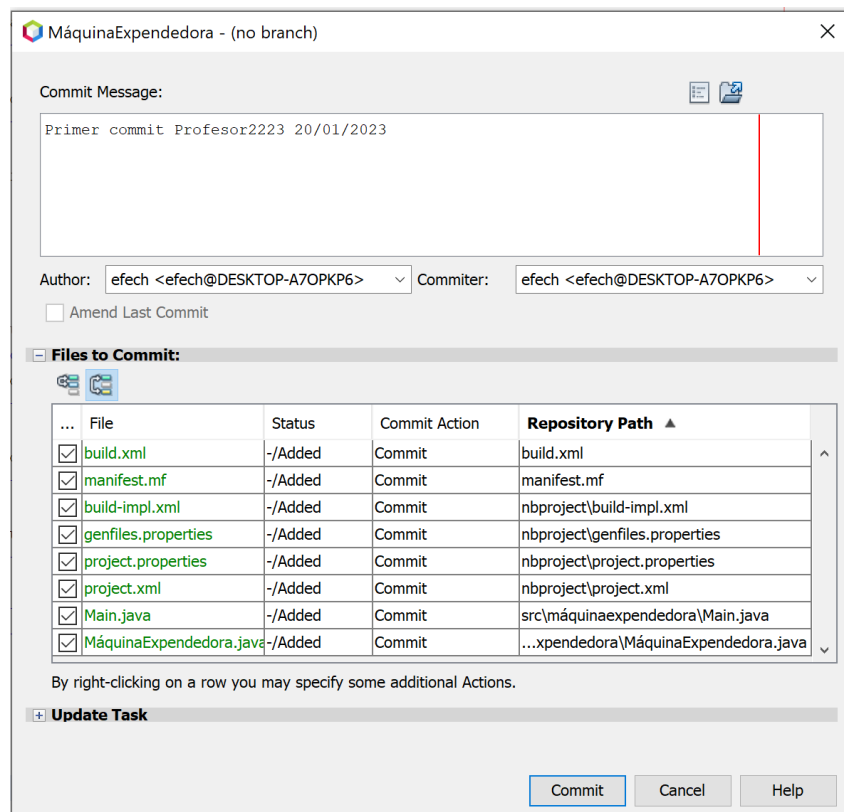 MáquinaExpendedora - (no branch)
Commit Message:
Primer commit Profesor2223 20/01/2023
Author: efech <efech@DESKTOP-A7OPKP6> Commiter: efech <efech@DESKTOP-A7OPKP6>
Amend Last Commit
Files to Commit:
... File Status Commit Action Repository Path
build.xml -/Added Commit build.xml
manifest.mf -/Added Commit manifest.mf
build-impl.xml -/Added Commit nbproject\build-impl.xml
genfiles.properties -/Added Commit nbproject\genfiles.properties
project.properties -/Added Commit nbproject\project.properties
project.xml -/Added Commit nbproject\project.xml
Main.java -/Added Commit src\máquinaexpendedora\Main.java
MáquinaExpendedora.java -/Added Commit ...xpendedora\MáquinaExpendedora.java
By right-clicking on a row you may specify some additional Actions.
Update Task
Commit Cancel Help